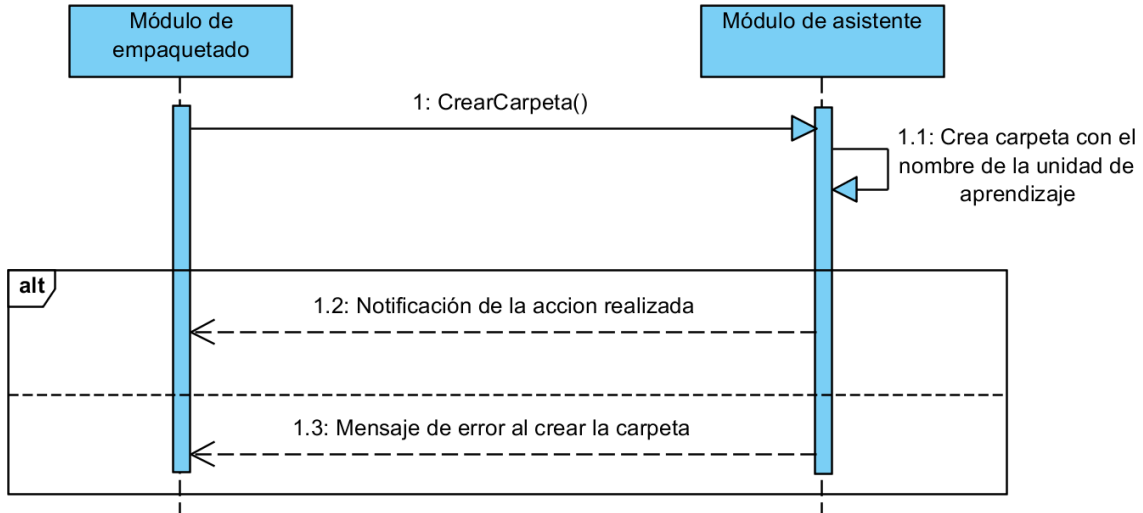 Módulo de
empaquetado
Módulo de asistente
1: CrearCarpeta()
1.1: Crea carpeta con el
nombre de la unidad de
aprendizaje
alt
1.2: Notificación de la accion realizada
1.3: Mensaje de error al crear la carpeta